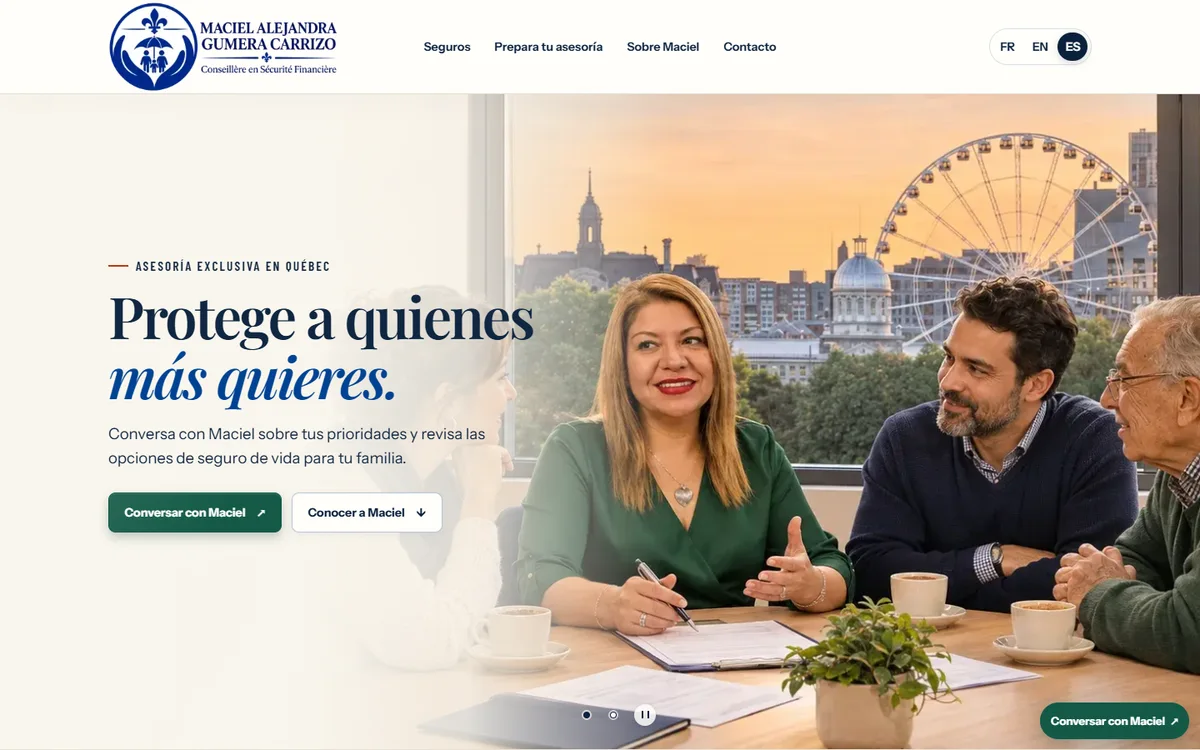 MACIEL ALEJANDRA
GUMERA CARRIZO
Conseillère en Sécurité Financière
Seguros
Prepara tu asesoría
Sobre Maciel
Contacto
FR
EN
ES
ASESORÍA EXCLUSIVA EN QUÉBEC
Protege a quienes
más quieres.
Conversa con Maciel sobre tus prioridades y revisa las
opciones de seguro de vida para tu familia.
Conversar con Maciel ↗
Conocer a Maciel ↓
Conversar con Maciel ↗